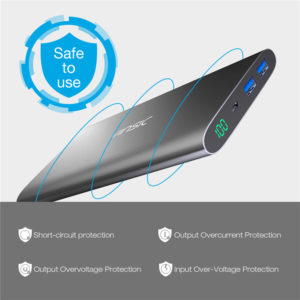 Safe
to
use
100
Short-circuit protection
Output Overcurrent Protection
Output Overvoltage Protection
Input Over-Voltage Protection